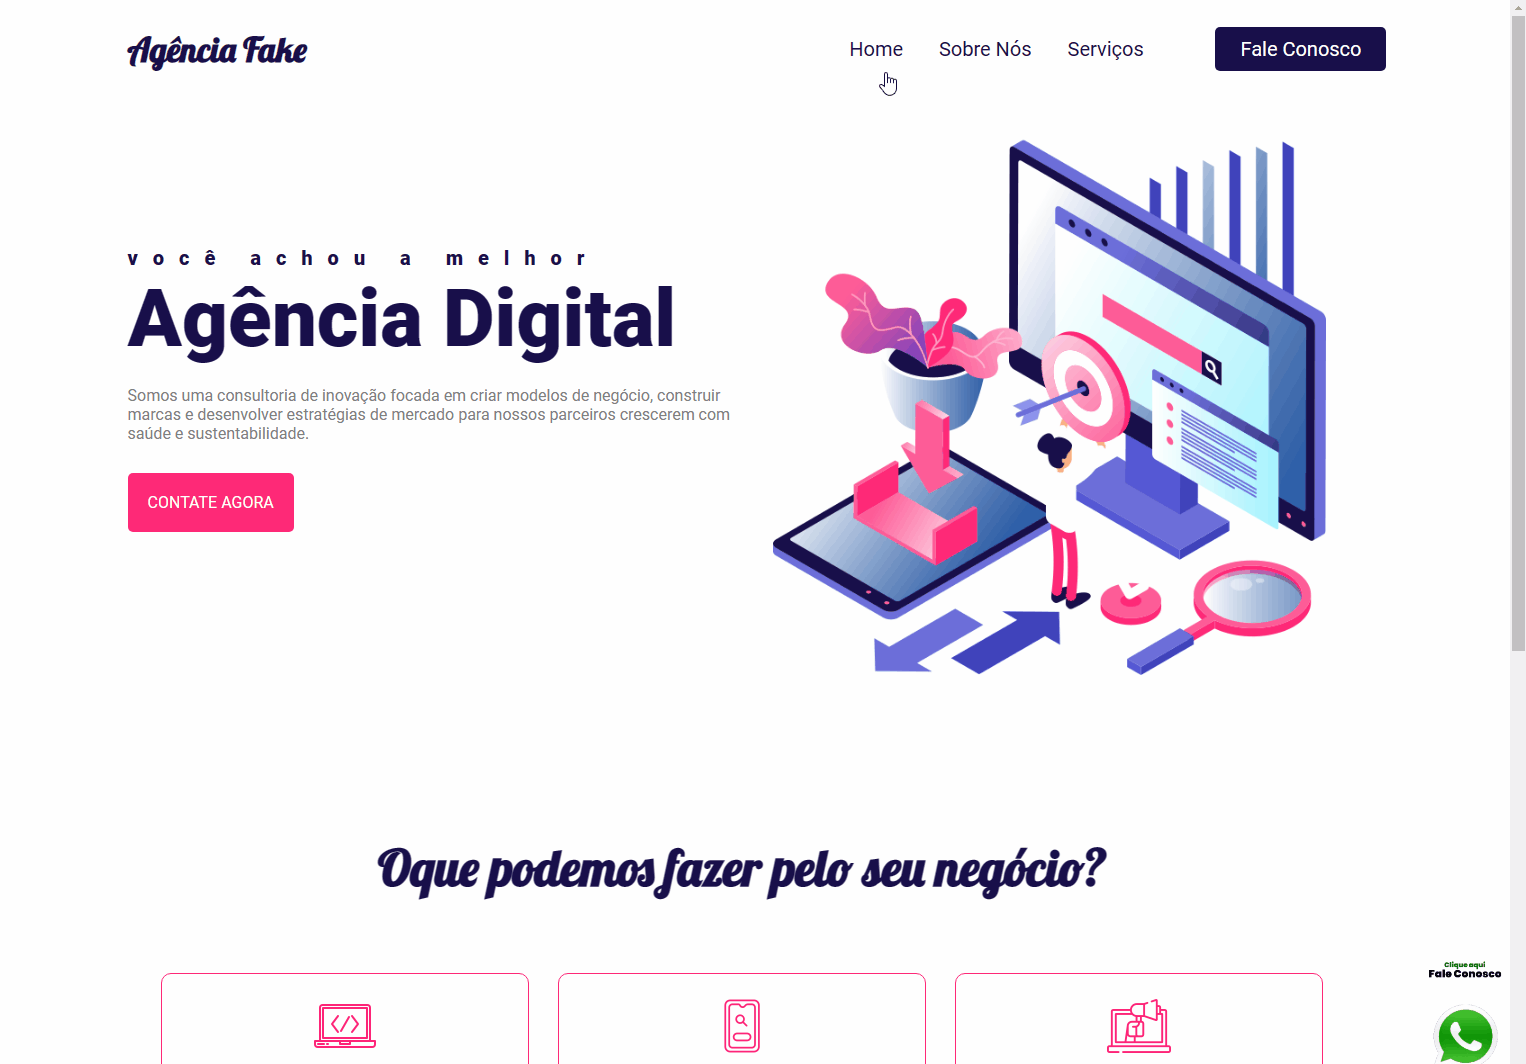 Agência Fake
Home
Sobre Nós
Serviços
Fale Conosco
você achou a melhor
Agência Digital
Somos uma consultoria de inovação focada em criar modelos de negócio, construir
marcas e desenvolver estratégias de mercado para nossos parceiros crescerem com
saúde e sustentabilidade.
CONTATE AGORA
Oque podemos fazer pelo seu negócio?
</>
Clique aqui
Fale Conosco